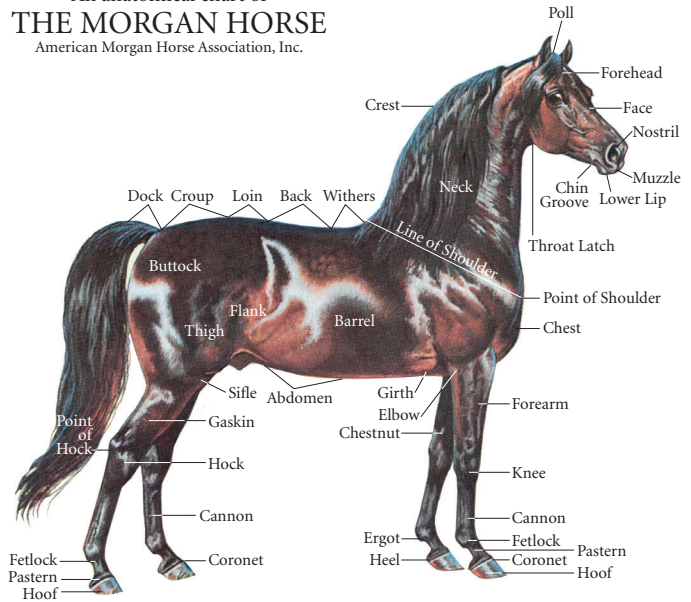 THE MORGAN HORSE
American Morgan Horse Association, Inc.
Poll
Forehead
Crest
Face
Nostril
Muzzle
Chin
Groove
Lower Lip
Neck
Dock
Croup
Loin
Back
Withers
Line of Shoulder
Throat Latch
Buttock
Point of Shoulder
Flank
Thigh
Barrel
Chest
Sifle
Abdomen
Girth
Elbow
Forearm
Point
of
Hock
Gaskin
Chestnut
Hock
Knee
Cannon
Cannon
Ergot
Fetlock
Pastern
Fetlock
Coronet
Heel
Coronet
Pastern
Hoof
Hoof